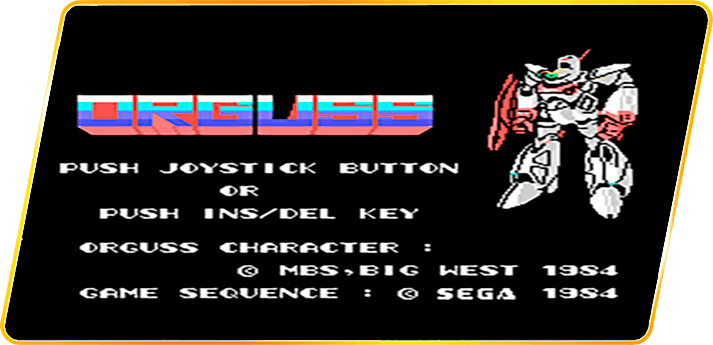 ORGUSS
PUSH JOYSTICK BUTTON
OR
PUSH INS/DEL KEY
ORGUSS CHARACTER :
© MBS,BIG WEST 1984
GAME SEQUENCE : © SEGA 1984